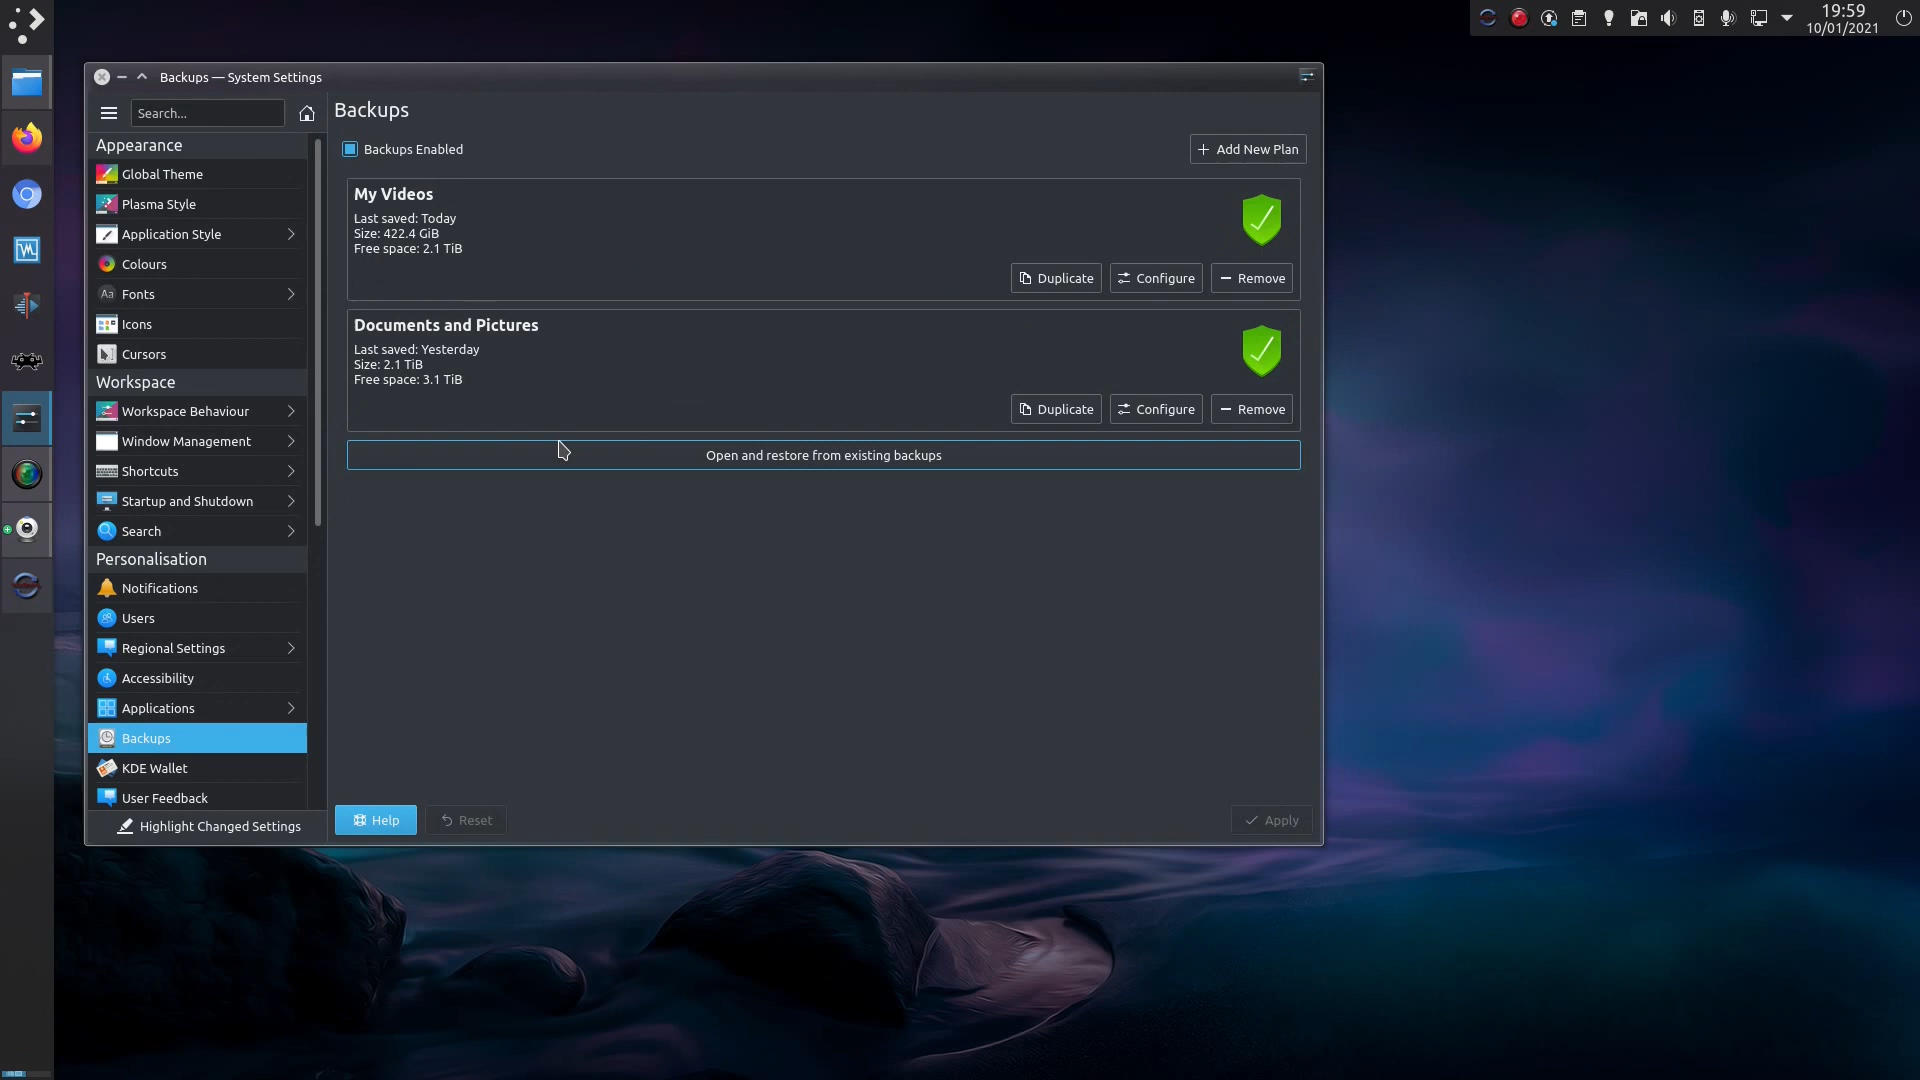 19:59
10/01/2021
Backups — System Settings
Search...
Backups
Appearance
Global Theme
Plasma Style
Application Style
Colours
Aa Fonts
Icons
Cursors
Workspace
Workspace Behaviour
Window Management
Shortcuts
Startup and Shutdown
Search
Personalisation
Notifications
Users
Regional Settings
Accessibility
Applications
Backups
KDE Wallet
User Feedback
Highlight Changed Settings
Backups Enabled
Add New Plan
My Videos
Last saved: Today
Size: 422.4 GiB
Free space: 2.1 TiB
Duplicate Configure Remove
Documents and Pictures
Last saved: Yesterday
Size: 2.1 TiB
Free space: 3.1 TiB
Duplicate Configure Remove
Open and restore from existing backups
Help Reset Apply